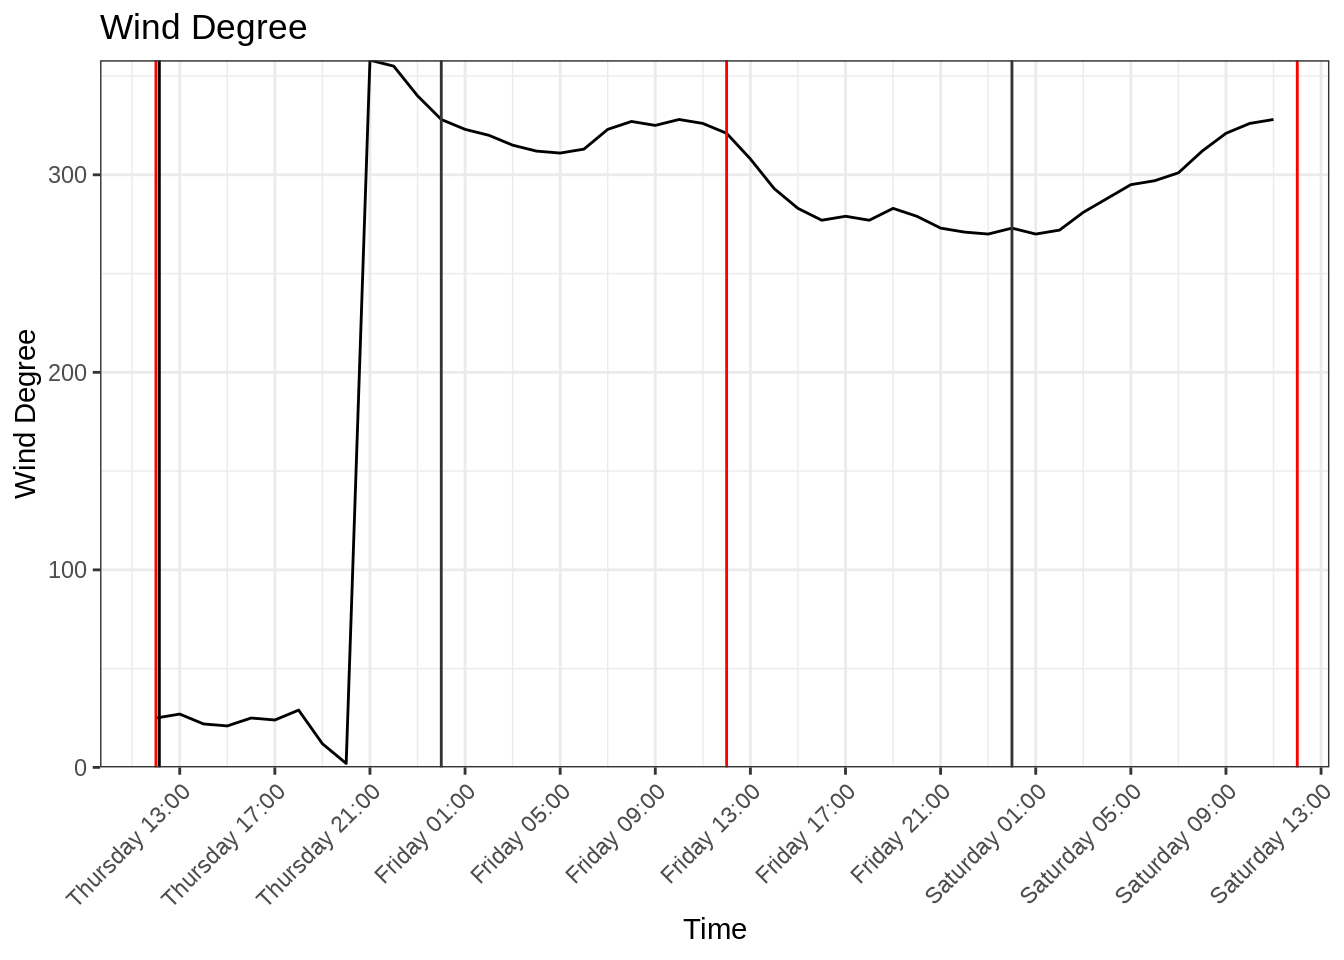 Wind Degree
Wind Degree
300
200
100
0
Thursday 13:00
Thursday 17:00
Thursday 21:00
Friday 01:00
Friday 05:00
Friday 09:00
Friday 13:00
Friday 17:00
Friday 21:00
Saturday 01:00
Saturday 05:00
Saturday 09:00
Saturday 13:00
Time